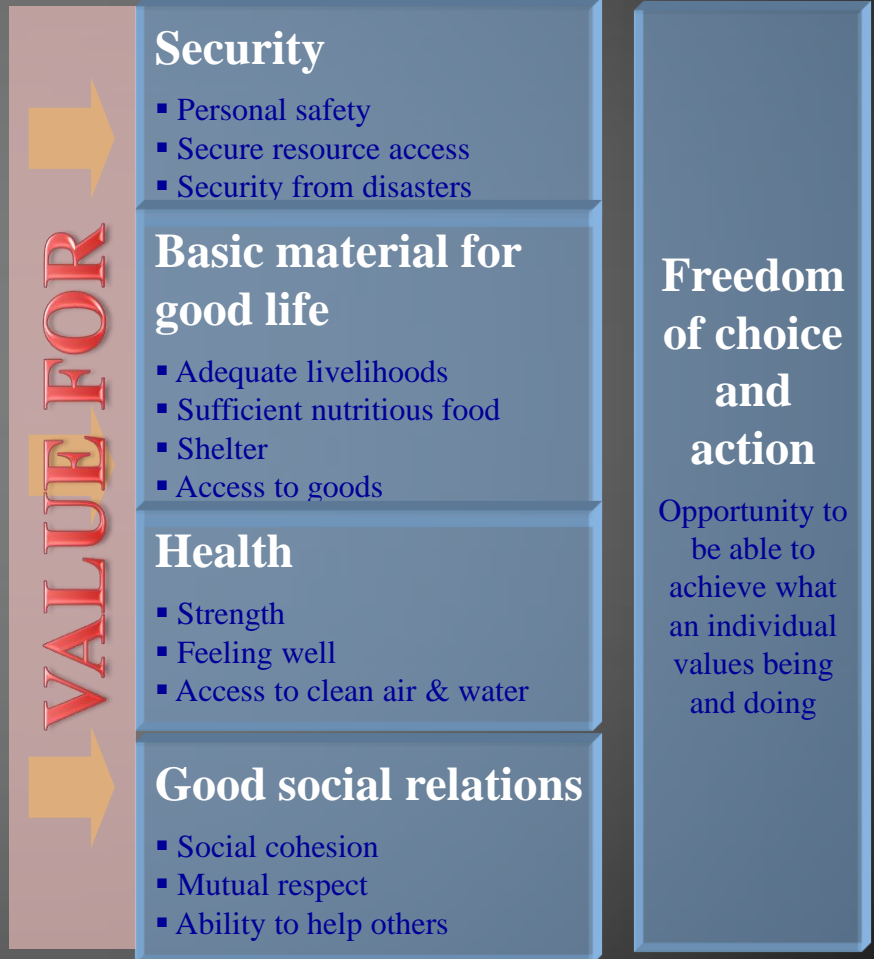 VALUE FOR
Security
▪ Personal safety
▪ Secure resource access
▪ Security from disasters
Basic material for
good life
▪ Adequate livelihoods
▪ Sufficient nutritious food
▪ Shelter
▪ Access to goods
Health
▪ Strength
▪ Feeling well
▪ Access to clean air & water
Good social relations
▪ Social cohesion
▪ Mutual respect
▪ Ability to help others
Freedom
of choice
and
action
Opportunity to
be able to
achieve what
an individual
values being
and doing